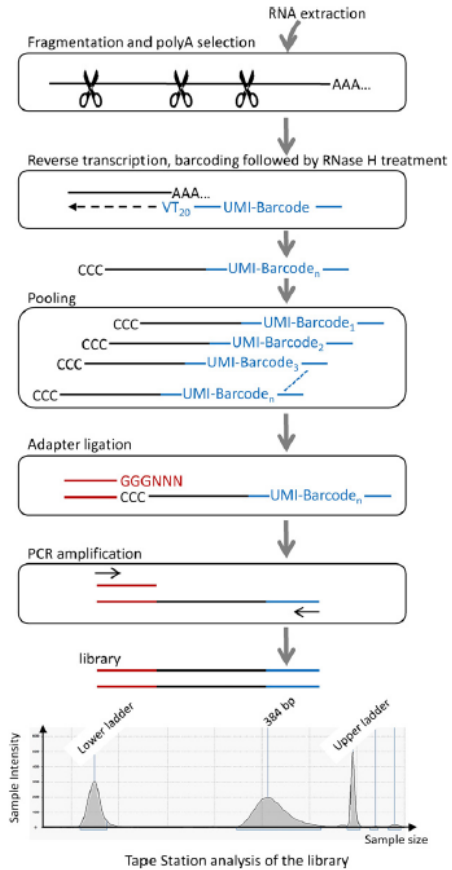 RNA extraction
Fragmentation and polyA selection
AAA...
Reverse transcription, barcoding followed by RNase H treatment
AAA...
VT20 UMI-Barcode
CCC UMI-Barcoden
Pooling
CCC UMI-Barcode1
CCC UMI-Barcode2
CCC UMI-Barcode3
CCC UMI-Barcoden
Adapter ligation
GGGNNN
CCC UMI-Barcoden
PCR amplification
library
Lower ladder
384 bp
Upper ladder
Sample Intensity
Sample size
Tape Station analysis of the library